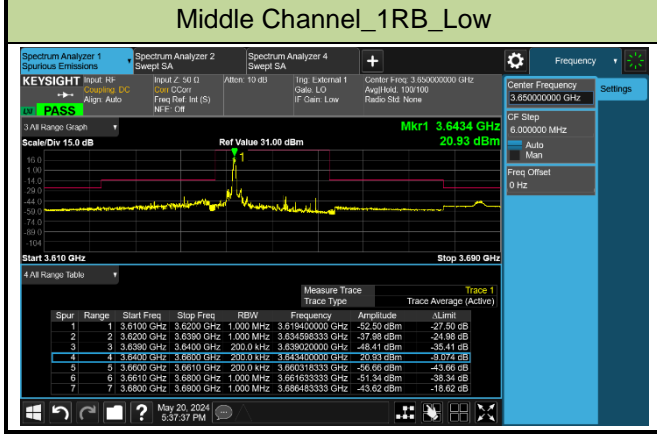 Middle Channel_1RB_Low
Spectrum Analyzer 1
Spurious Emissions
Spectrum Analyzer 2
Swept SA
Spectrum Analyzer 4
Swept SA
+
Frequency
KEYSIGHT
Input: RF
Coupling: DC
Align: Auto
Input Z: 50 Ω
Corr CCorr
Freq Ref: Int (S)
NFE: Off
Atten: 10 dB
Trig: External 1
Gate: LO
IF Gain: Low
Center Freq: 3.650000000 GHz
Avg|Hold: 100/100
Radio Std: None
PASS
Center Frequency
3.650000000 GHz
Settings
CF Step
6.000000 MHz
Auto
Man
Freq Offset
0 Hz
3 All Range Graph
Mkr1 3.6434 GHz
Scale/Div 15.0 dB
Ref Value 31.00 dBm
20.93 dBm
1
16.0
1.00
-14.0
-29.0
-44.0
-59.0
-74.0
-89.0
-104
Start 3.610 GHz
Stop 3.690 GHz
4 All Range Table
Measure Trace Trace 1
Trace Type Trace Average (Active)
Spur Range Start Freq Stop Freq RBW Frequency Amplitude ΔLimit
1 1 3.6100 GHz 3.6200 GHz 1.000 MHz 3.619400000 GHz -52.50 dBm -27.50 dB
2 2 3.6200 GHz 3.6390 GHz 1.000 MHz 3.634598333 GHz -37.98 dBm -24.98 dB
3 3 3.6390 GHz 3.6400 GHz 200.0 kHz 3.639020000 GHz -48.41 dBm -35.41 dB
4 4 3.6400 GHz 3.6600 GHz 200.0 kHz 3.643400000 GHz 20.93 dBm -9.074 dB
5 5 3.6600 GHz 3.6610 GHz 200.0 kHz 3.660318333 GHz -56.66 dBm -43.66 dB
6 6 3.6610 GHz 3.6800 GHz 1.000 MHz 3.661633333 GHz -51.34 dBm -38.34 dB
7 7 3.6800 GHz 3.6900 GHz 1.000 MHz 3.686483333 GHz -43.62 dBm -18.62 dB
?
May 20, 2024
5:37:37 PM